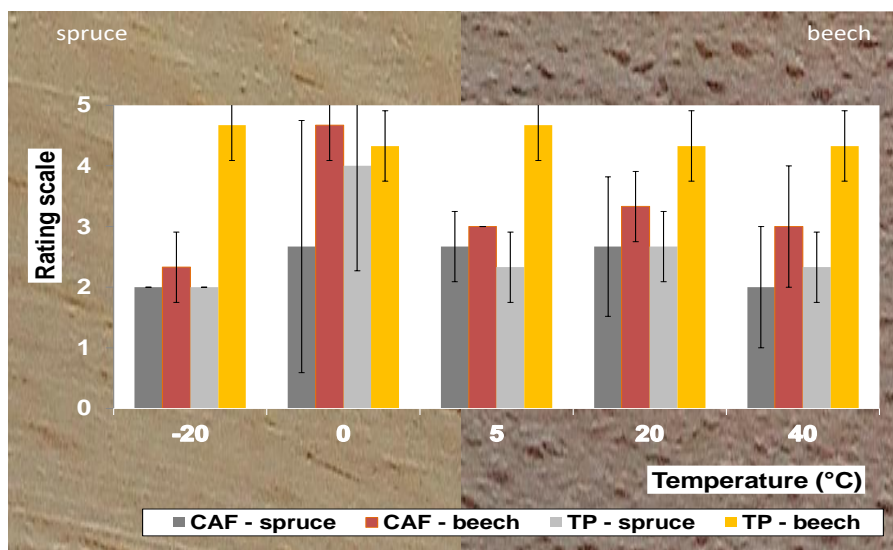 spruce beech
5
4
3
2
1
0
Rating scale
-20 0 5 20 40
Temperature (°C)
CAF - spruce CAF - beech TP - spruce TP - beech